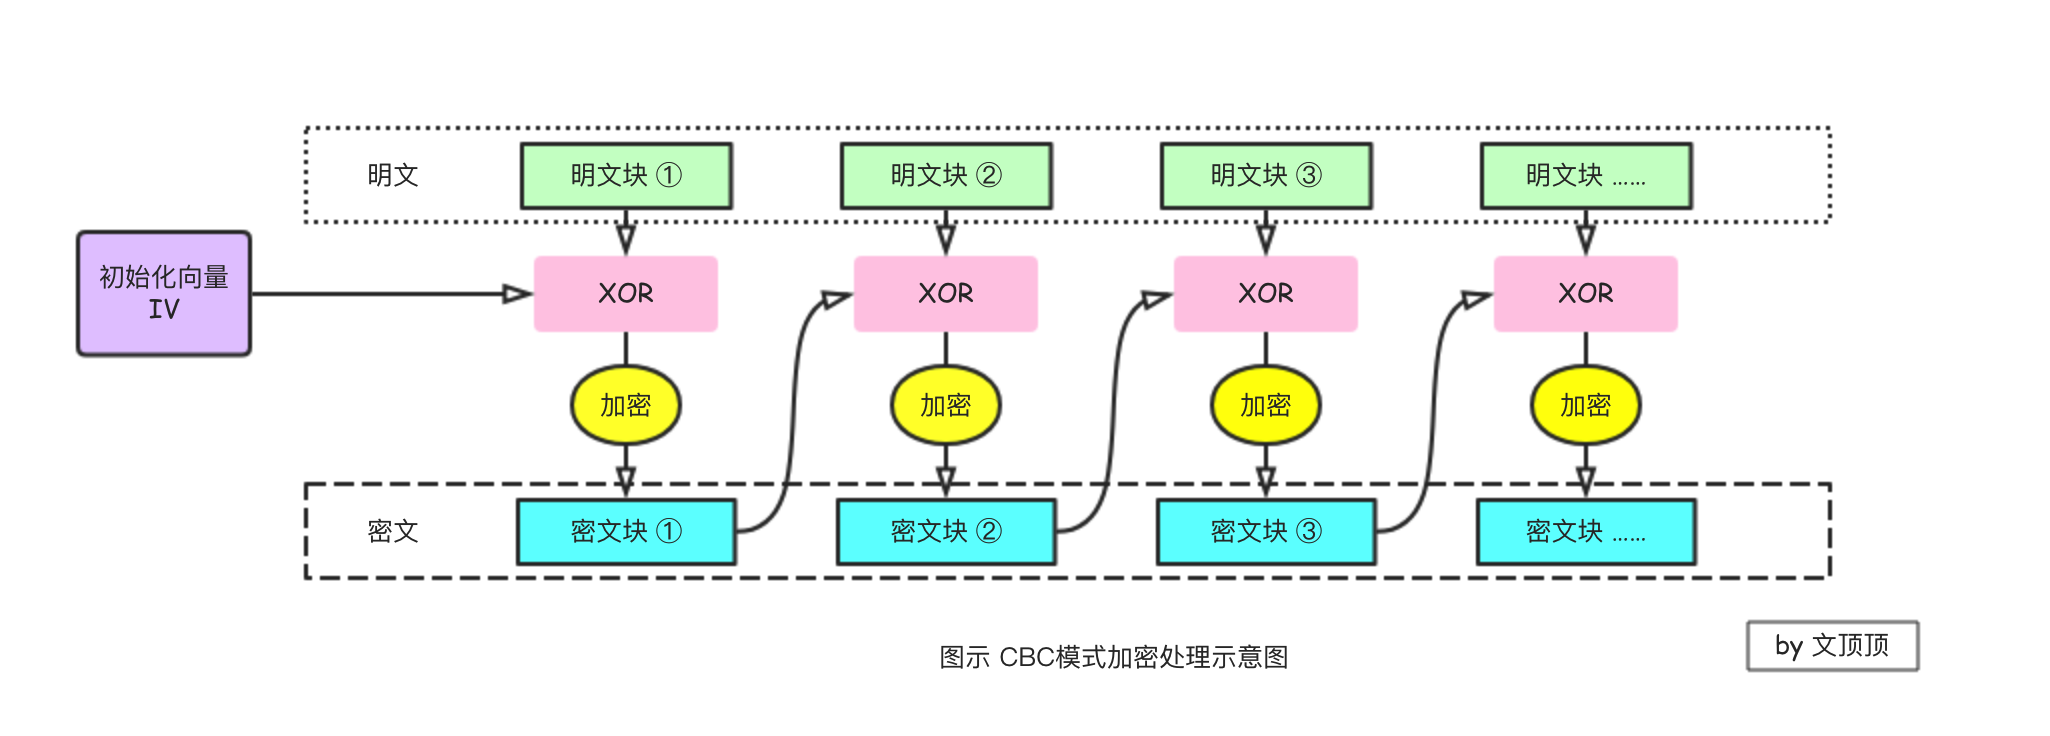 明文
明文块 ①
明文块 ②
明文块 ③
明文块 ......
初始化向量
IV
XOR
XOR
XOR
XOR
加密
加密
加密
加密
密文
密文块 ①
密文块 ②
密文块 ③
密文块 ......
图示 CBC模式加密处理示意图
by 文顶顶